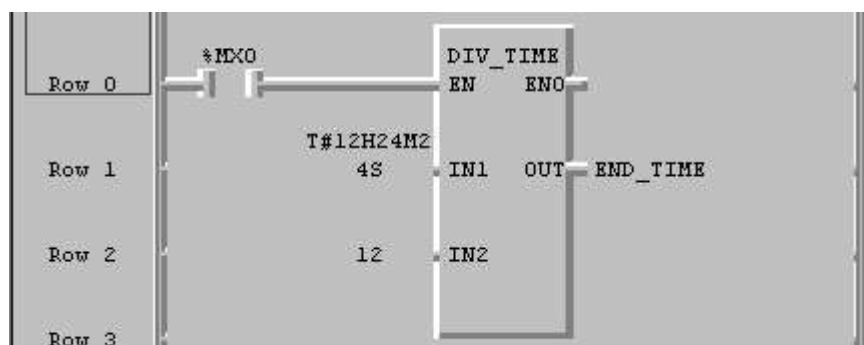 %MX0 DIV_TIME
Row 0 EN ENO
T#12H24M2
Row 1 4S IN1 OUT END_TIME
Row 2 12 IN2
Row 3